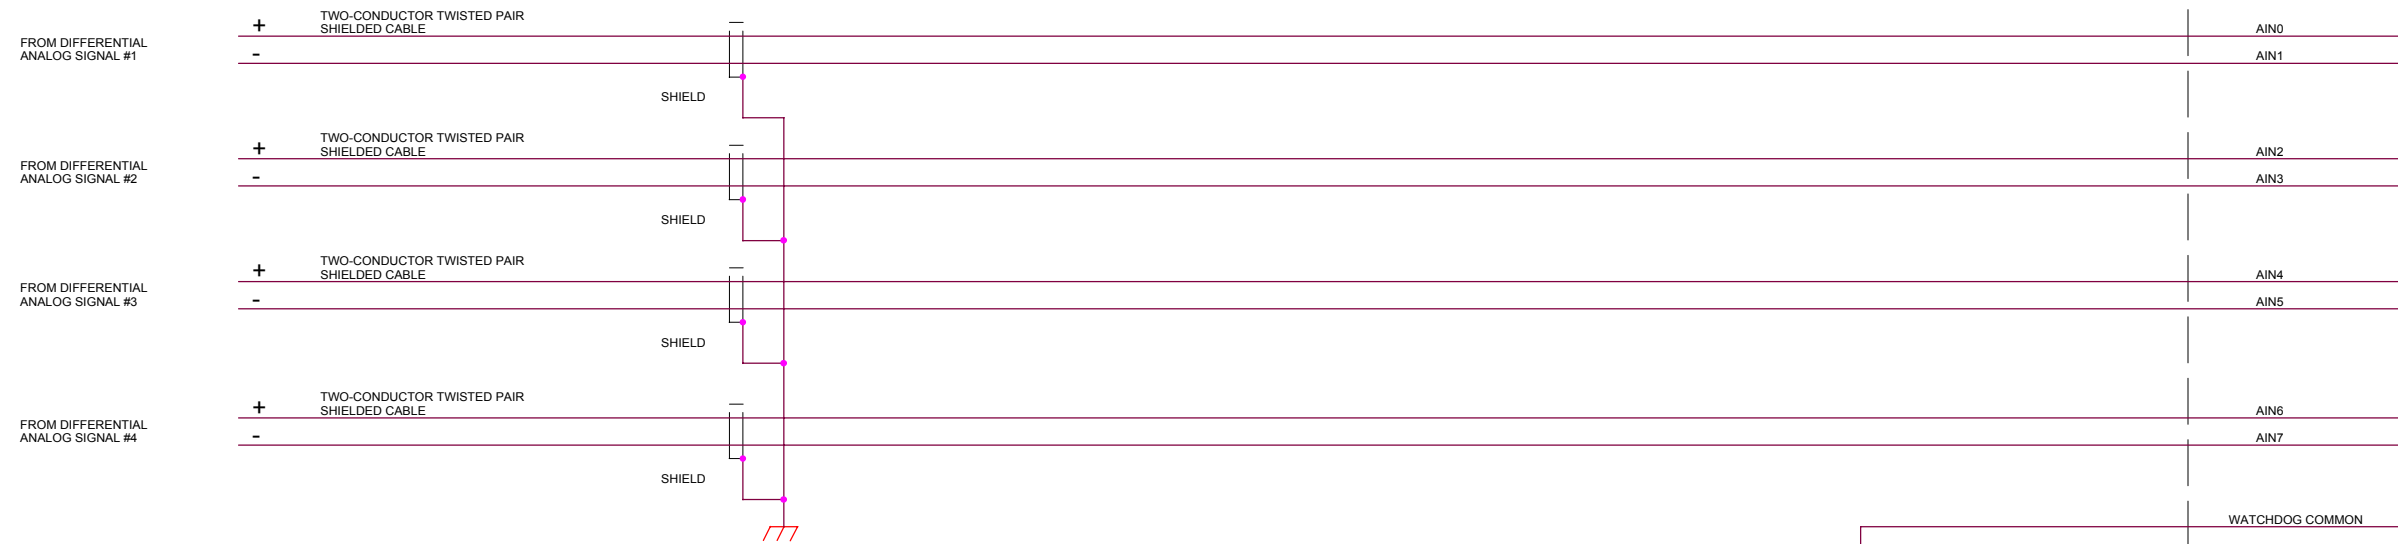 TWO-CONDUCTOR TWISTED PAIR
SHIELDED CABLE
+
-
FROM DIFFERENTIAL
ANALOG SIGNAL #1
AIN0
AIN1
SHIELD
TWO-CONDUCTOR TWISTED PAIR
SHIELDED CABLE
+
-
FROM DIFFERENTIAL
ANALOG SIGNAL #2
AIN2
AIN3
SHIELD
TWO-CONDUCTOR TWISTED PAIR
SHIELDED CABLE
+
-
FROM DIFFERENTIAL
ANALOG SIGNAL #3
AIN4
AIN5
SHIELD
TWO-CONDUCTOR TWISTED PAIR
SHIELDED CABLE
+
-
FROM DIFFERENTIAL
ANALOG SIGNAL #4
AIN6
AIN7
SHIELD
WATCHDOG COMMON